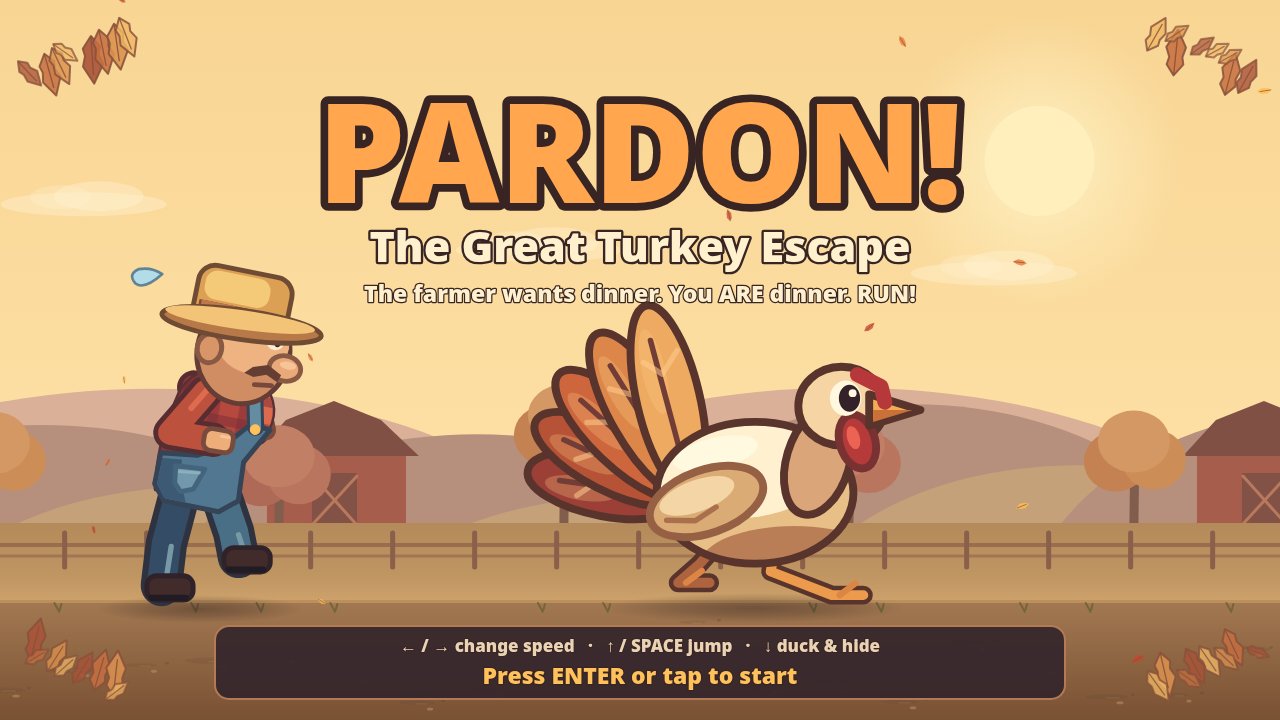 PARDON!
The Great Turkey Escape
The farmer wants dinner. You ARE dinner. RUN!
← / → change speed · ↑ / SPACE jump · ↓ duck & hide
Press ENTER or tap to start